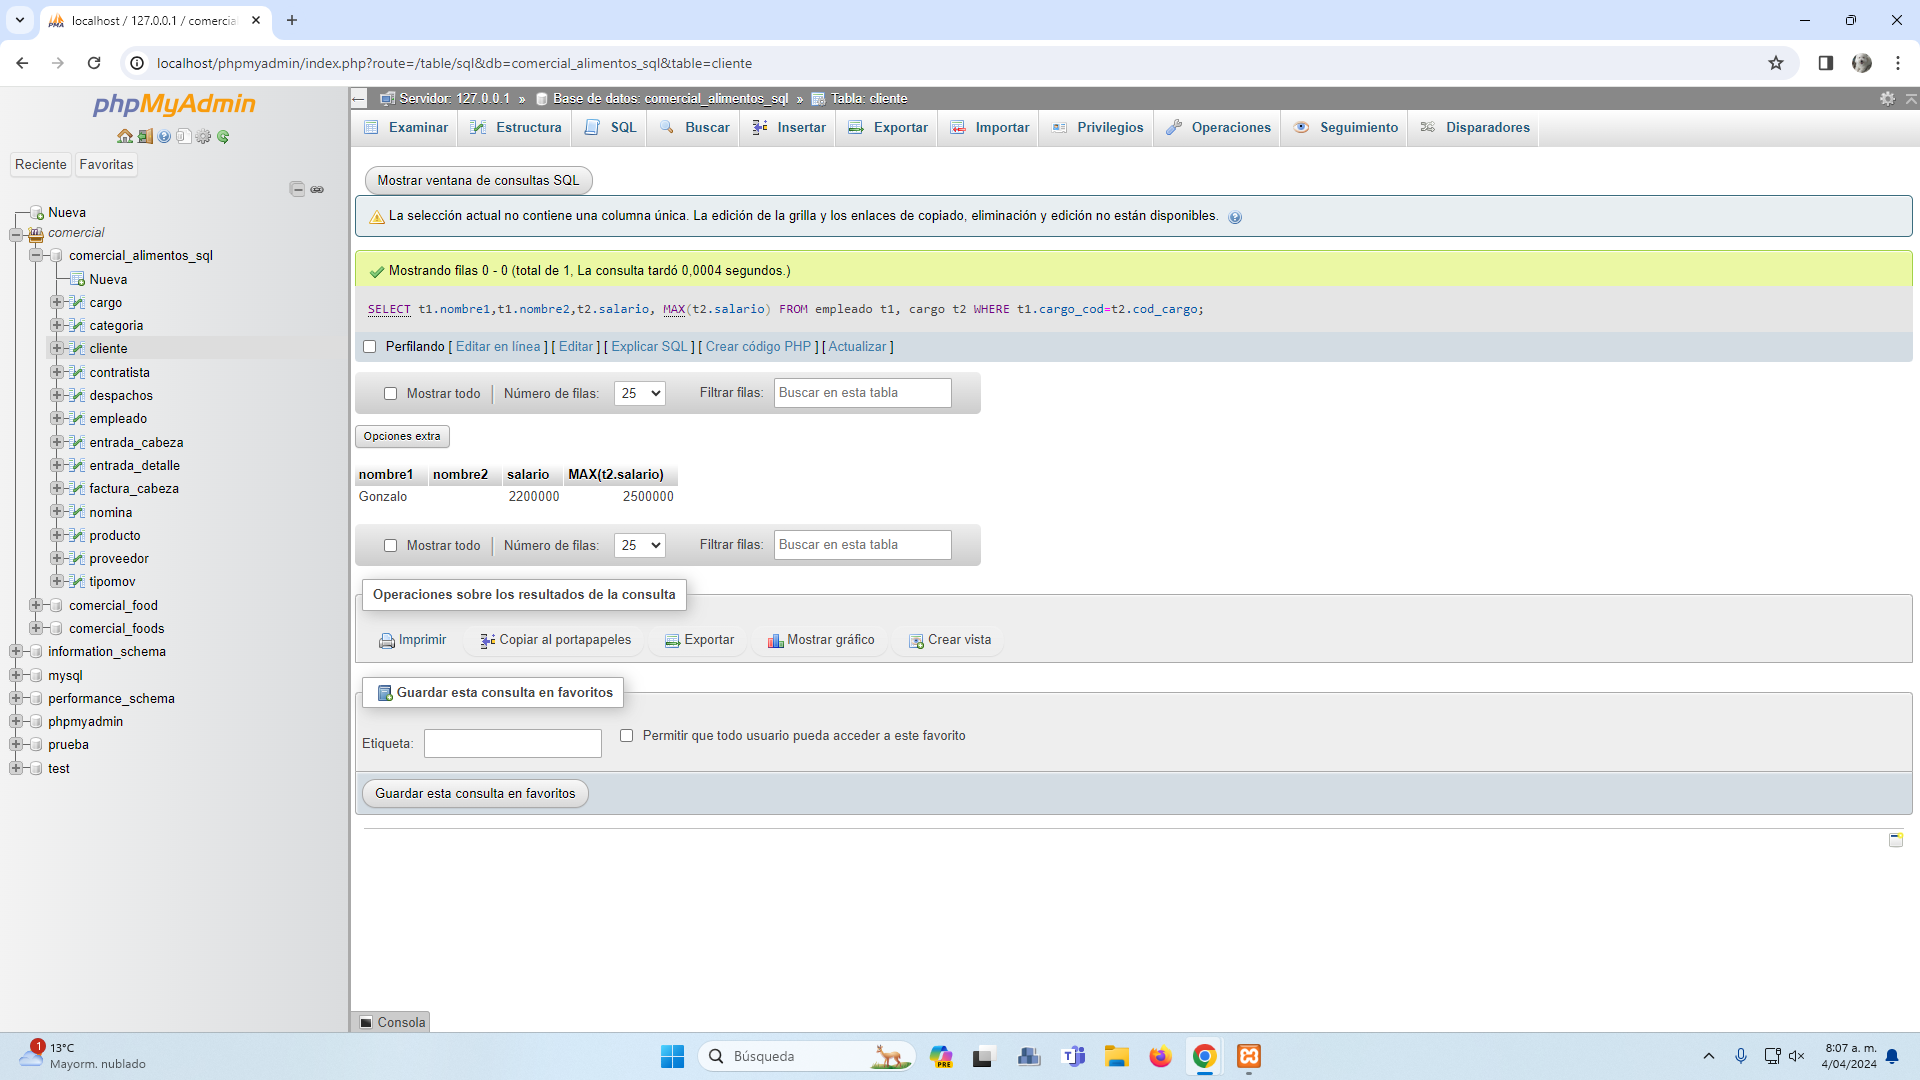 localhost / 127.0.0.1 / comercia
localhost/phpmyadmin/index.php?route=/table/sql&db=comercial_alimentos_sql&table=cliente
phpMyAdmin
Reciente
Favoritas
Nueva
comercial
comercial_alimentos_sql
Nueva
cargo
categoria
cliente
contratista
despachos
empleado
entrada_cabeza
entrada_detalle
factura_cabeza
nomina
producto
proveedor
tipomov
comercial_food
comercial_foods
information_schema
mysql
performance_schema
phpmyadmin
prueba
test
Servidor: 127.0.0.1 » Base de datos: comercial_alimentos_sql » Tabla: cliente
Examinar Estructura SQL Buscar Insertar Exportar Importar Privilegios Operaciones Seguimiento Disparadores
Mostrar ventana de consultas SQL
La selección actual no contiene una columna única. La edición de la grilla y los enlaces de copiado, eliminación y edición no están disponibles.
Mostrando filas 0 - 0 (total de 1, La consulta tardó 0,0004 segundos.)
SELECT t1.nombre1,t1.nombre2,t2.salario, MAX(t2.salario) FROM empleado t1, cargo t2 WHERE t1.cargo_cod=t2.cod_cargo;
Perfilando [ Editar en línea ] [ Editar ] [ Explicar SQL ] [ Crear código PHP ] [ Actualizar ]
Mostrar todo Número de filas: 25 Filtrar filas: Buscar en esta tabla
Opciones extra
nombre1 nombre2 salario MAX(t2.salario)
Gonzalo 2200000 2500000
Mostrar todo Número de filas: 25 Filtrar filas: Buscar en esta tabla
Operaciones sobre los resultados de la consulta
Imprimir Copiar al portapapeles Exportar Mostrar gráfico Crear vista
Guardar esta consulta en favoritos
Etiqueta: Permitir que todo usuario pueda acceder a este favorito
Guardar esta consulta en favoritos
Consola
1
13°C
Mayorm. nublado
Búsqueda
PRE
8:07 a. m.
4/04/2024